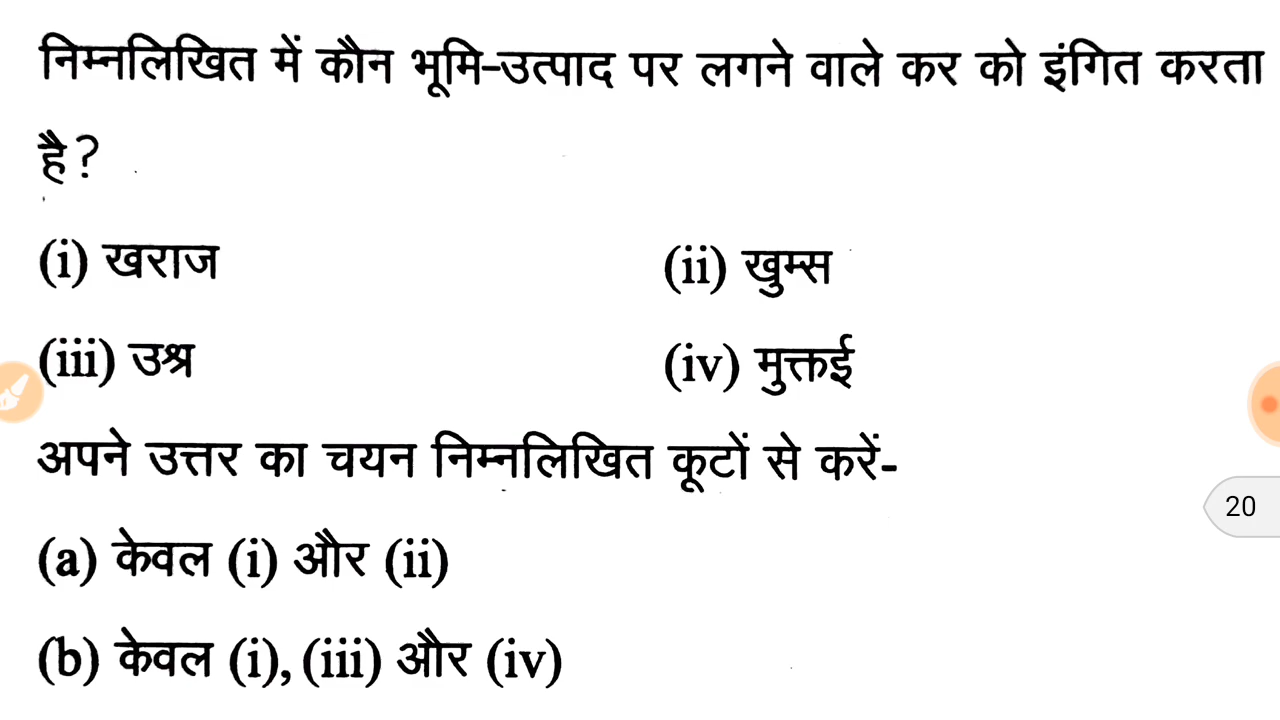 निम्नलिखित में कौन भूमि-उत्पाद पर लगने वाले कर को इंगित करता
है?
(i) खराज (ii) खुम्स
(iii) उश्र (iv) मुक्तई
अपने उत्तर का चयन निम्नलिखित कूटों से करें-
20
(a) केवल (i) और (ii)
(b) केवल (i), (iii) और (iv)